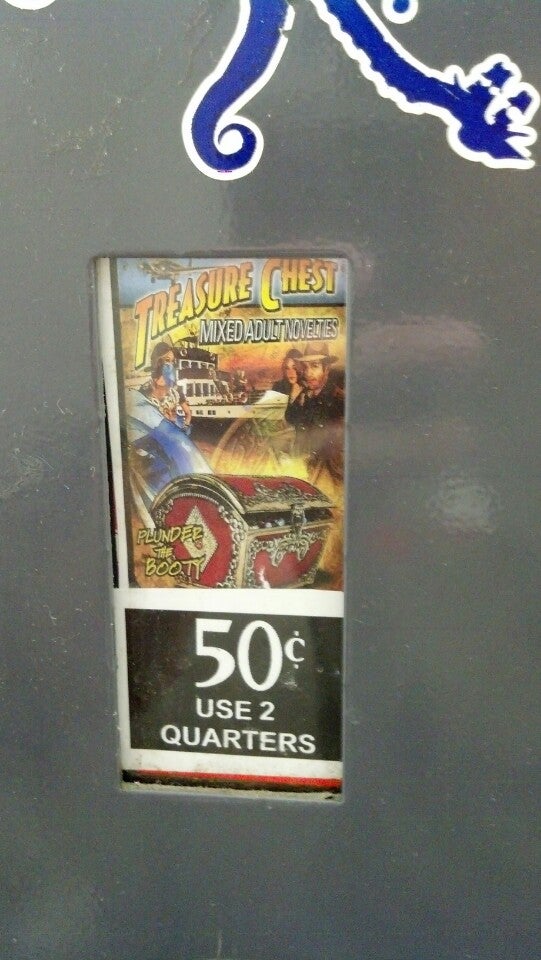 TREASURE CHEST
MIXED ADULT NOVELTIES
PLUNDER
THE
BOOTY
50¢
USE 2
QUARTERS